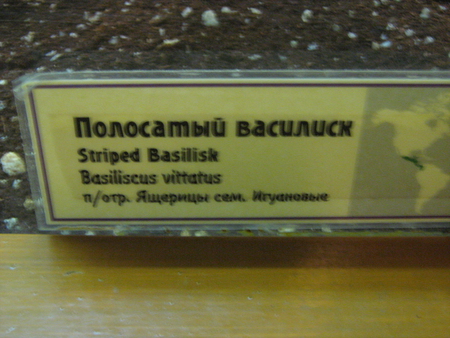 Полосатый василиск
Striped Basilisk
Basiliscus vittatus
п/отр. Ящерицы сем. Игуановые